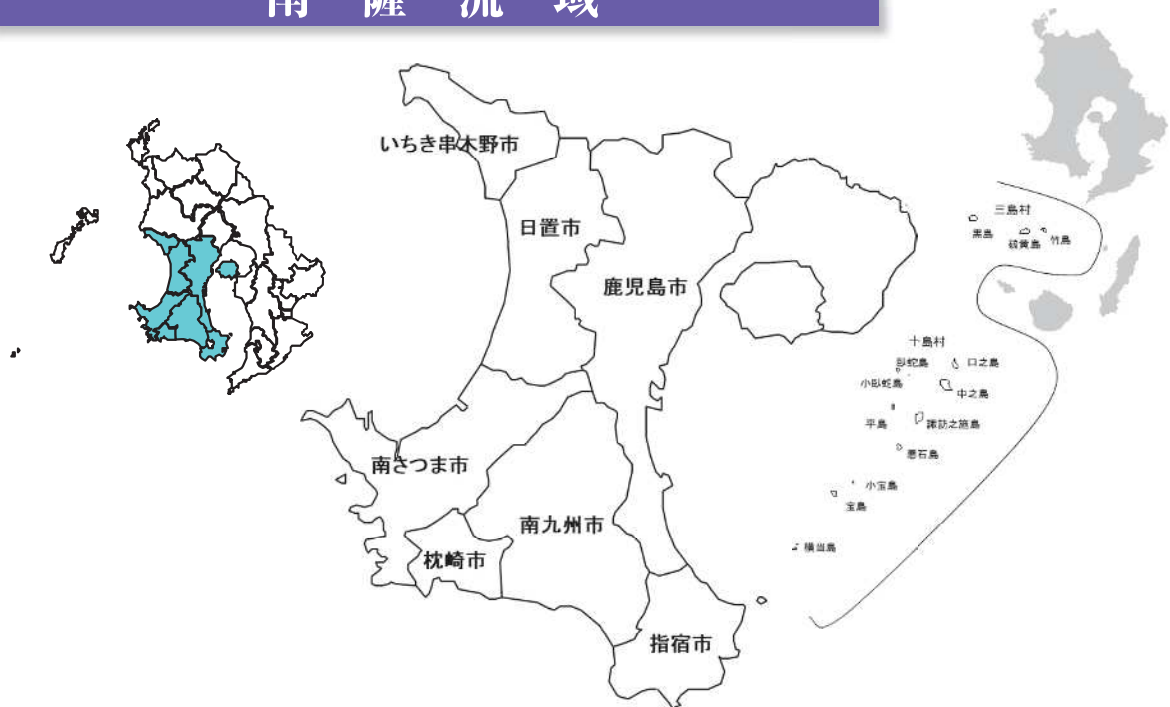 南薩流域
いちき串木野市
日置市
鹿児島市
南さつま市
南九州市
枕崎市
指宿市
三島村
黒島
硫黄島
竹島
十島村
臥蛇島
口之島
小臥蛇島
中之島
平島
諏訪之瀬島
悪石島
小宝島
宝島
横当島